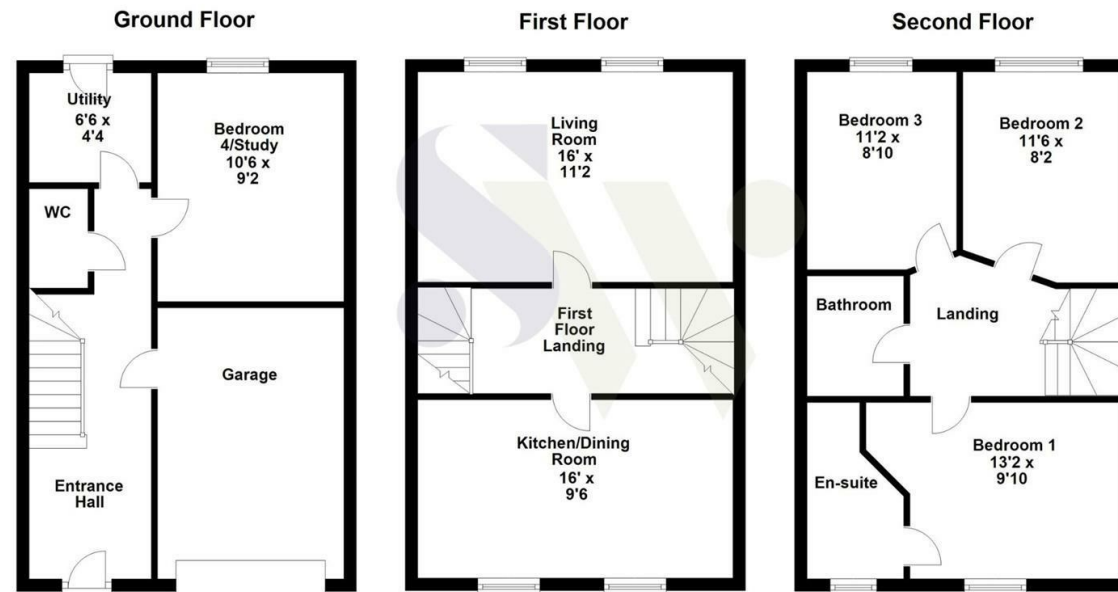 Ground Floor
Utility
6'6 x
4'4
Bedroom
4/Study
10'6 x
9'2
WC
Garage
Entrance
Hall
First Floor
Living
Room
16' x
11'2
First
Floor
Landing
Kitchen/Dining
Room
16' x
9'6
Second Floor
Bedroom 3
11'2 x
8'10
Bedroom 2
11'6 x
8'2
Bathroom
Landing
Bedroom 1
13'2 x
9'10
En-suite
SW